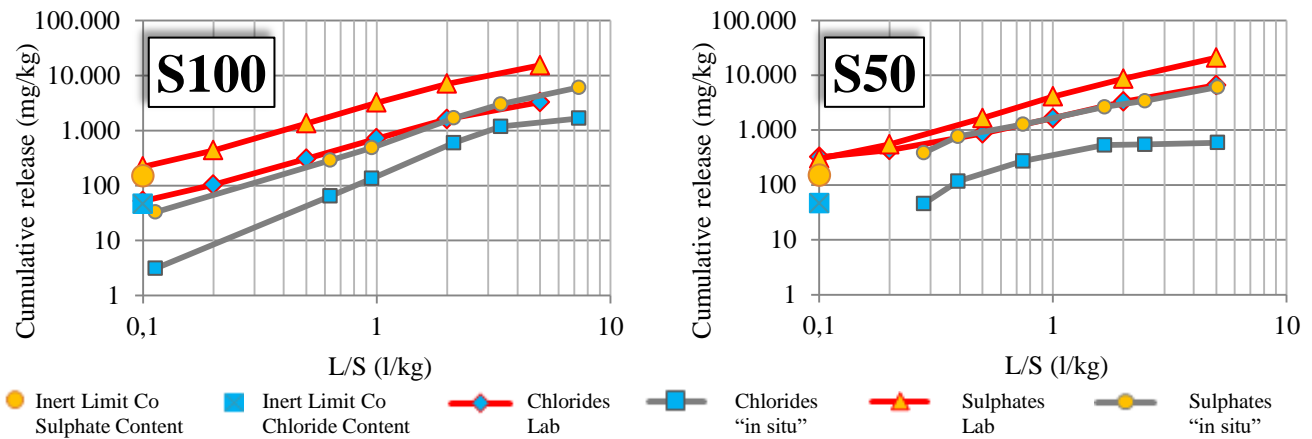 S100
Cumulative release (mg/kg)
100.000
10.000
1.000
100
10
1
0,1
1
10
L/S (l/kg)
S50
Cumulative release (mg/kg)
100.000
10.000
1.000
100
10
1
0,1
1
10
L/S (l/kg)
Inert Limit Co
Sulphate Content
Inert Limit Co
Chloride Content
Chlorides
Lab
Chlorides
“in situ”
Sulphates
Lab
Sulphates
“in situ”